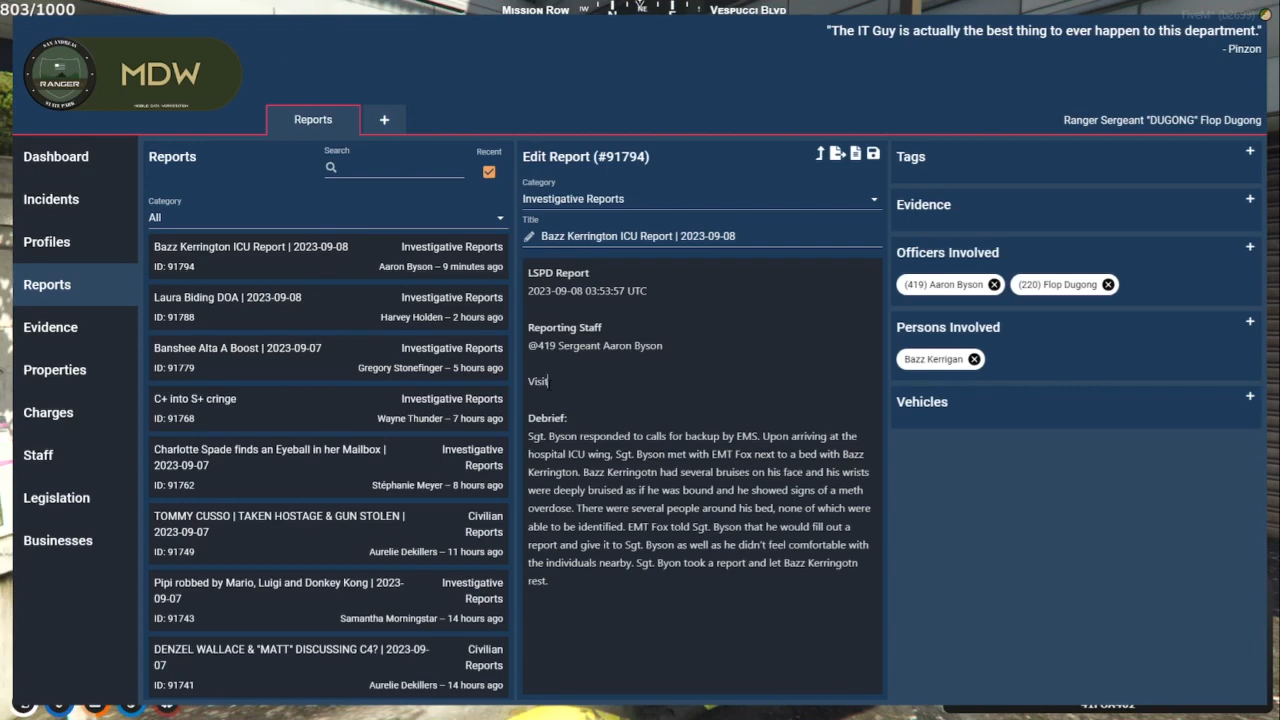 803/1000
Mission Row
W
Vespucci Blvd
FiveM
"The IT Guy is actually the best thing to ever happen to this department."
- Pinzon
SAN ANDREAS
RANGER
STATE PARK
MDW
MOBILE DATA WORKSTATION
Reports
+
Ranger Sergeant "DUGONG" Flop Dugong
Dashboard
Incidents
Profiles
Reports
Evidence
Properties
Charges
Staff
Legislation
Businesses
Reports
Search
Recent
Category
All
Bazz Kerrington ICU Report | 2023-09-08
Investigative Reports
ID: 91794
Aaron Byson – 9 minutes ago
Laura Biding DOA | 2023-09-08
Investigative Reports
ID: 91788
Harvey Holden – 2 hours ago
Banshee Alta A Boost | 2023-09-07
Investigative Reports
ID: 91779
Gregory Stonefinger – 5 hours ago
C+ into S+ cringe
Investigative Reports
ID: 91768
Wayne Thunder – 7 hours ago
Charlotte Spade finds an Eyeball in her Mailbox |
2023-09-07
Investigative
Reports
ID: 91762
Stéphanie Meyer – 8 hours ago
TOMMY CUSSO | TAKEN HOSTAGE & GUN STOLEN |
2023-09-07
Civilian
Reports
ID: 91749
Aurelie Dekillers – 11 hours ago
Pipi robbed by Mario, Luigi and Donkey Kong | 2023-
09-07
Investigative
Reports
ID: 91743
Samantha Morningstar – 14 hours ago
DENZEL WALLACE & "MATT" DISCUSSING C4? | 2023-09-
07
Civilian
Reports
ID: 91741
Aurelie Dekillers – 14 hours ago
Edit Report (#91794)
Category
Investigative Reports
Title
Bazz Kerrington ICU Report | 2023-09-08
LSPD Report
2023-09-08 03:53:57 UTC
Reporting Staff
@419 Sergeant Aaron Byson
Visit
Debrief:
Sgt. Byson responded to calls for backup by EMS. Upon arriving at the
hospital ICU wing, Sgt. Byson met with EMT Fox next to a bed with Bazz
Kerrington. Bazz Kerringotn had several bruises on his face and his wrists
were deeply bruised as if he was bound and he showed signs of a meth
overdose. There were several people around his bed, none of which were
able to be identified. EMT Fox told Sgt. Byson that he would fill out a
report and give it to Sgt. Byson as well as he didn't feel comfortable with
the individuals nearby. Sgt. Byon took a report and let Bazz Kerringotn
rest.
Tags
+
Evidence
+
Officers Involved
+
(419) Aaron Byson
(220) Flop Dugong
Persons Involved
+
Bazz Kerrigan
Vehicles
+